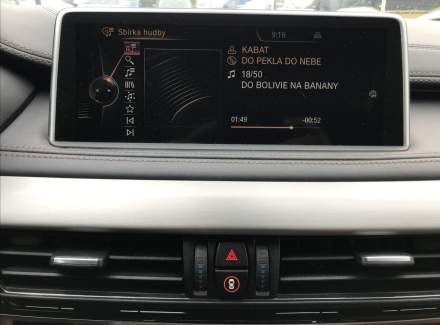 Sbírka hudby
9:16
KABAT
DO PEKLA DO NEBE
18/50
DO BOLIVIE NA BANANY
01:49
-00:52